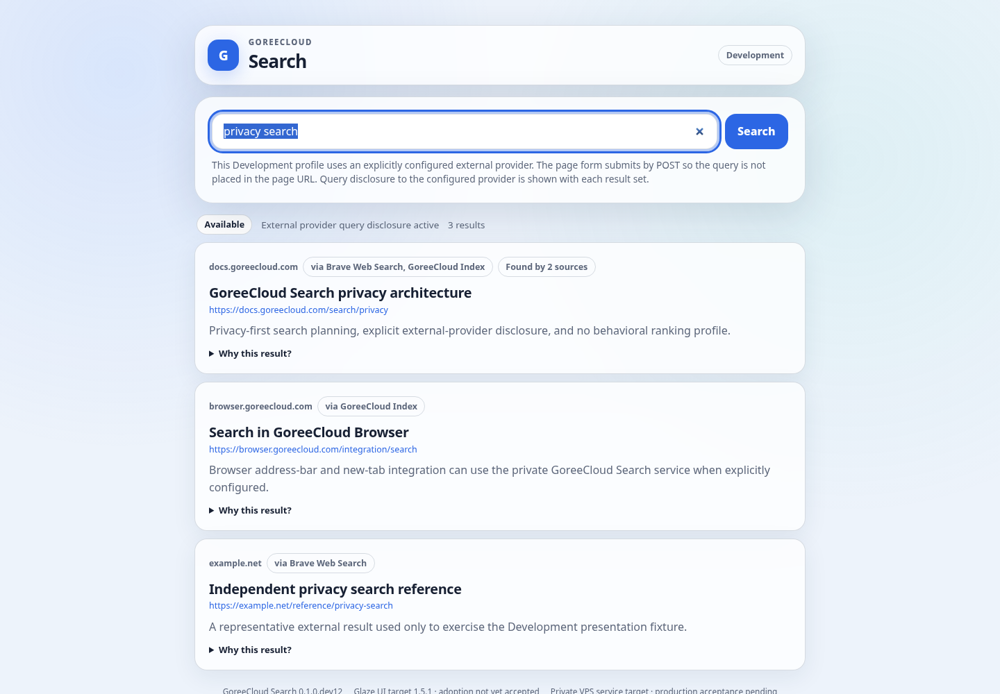 G
GOREECLOUD
Search
Development
privacy search
Search
This Development profile uses an explicitly configured external provider. The page form submits by POST so the query is not
placed in the page URL. Query disclosure to the configured provider is shown with each result set.
Available External provider query disclosure active 3 results
docs.goreecloud.com via Brave Web Search, GoreeCloud Index Found by 2 sources
GoreeCloud Search privacy architecture
https://docs.goreecloud.com/search/privacy
Privacy-first search planning, explicit external-provider disclosure, and no behavioral ranking profile.
Why this result?
browser.goreecloud.com via GoreeCloud Index
Search in GoreeCloud Browser
https://browser.goreecloud.com/integration/search
Browser address-bar and new-tab integration can use the private GoreeCloud Search service when explicitly
configured.
Why this result?
example.net via Brave Web Search
Independent privacy search reference
https://example.net/reference/privacy-search
A representative external result used only to exercise the Development presentation fixture.
Why this result?
GoreeCloud Search 0.1.0.dev12 Glaze UI target 1.5.1 · adoption not yet accepted Private VPS service target · production acceptance pending